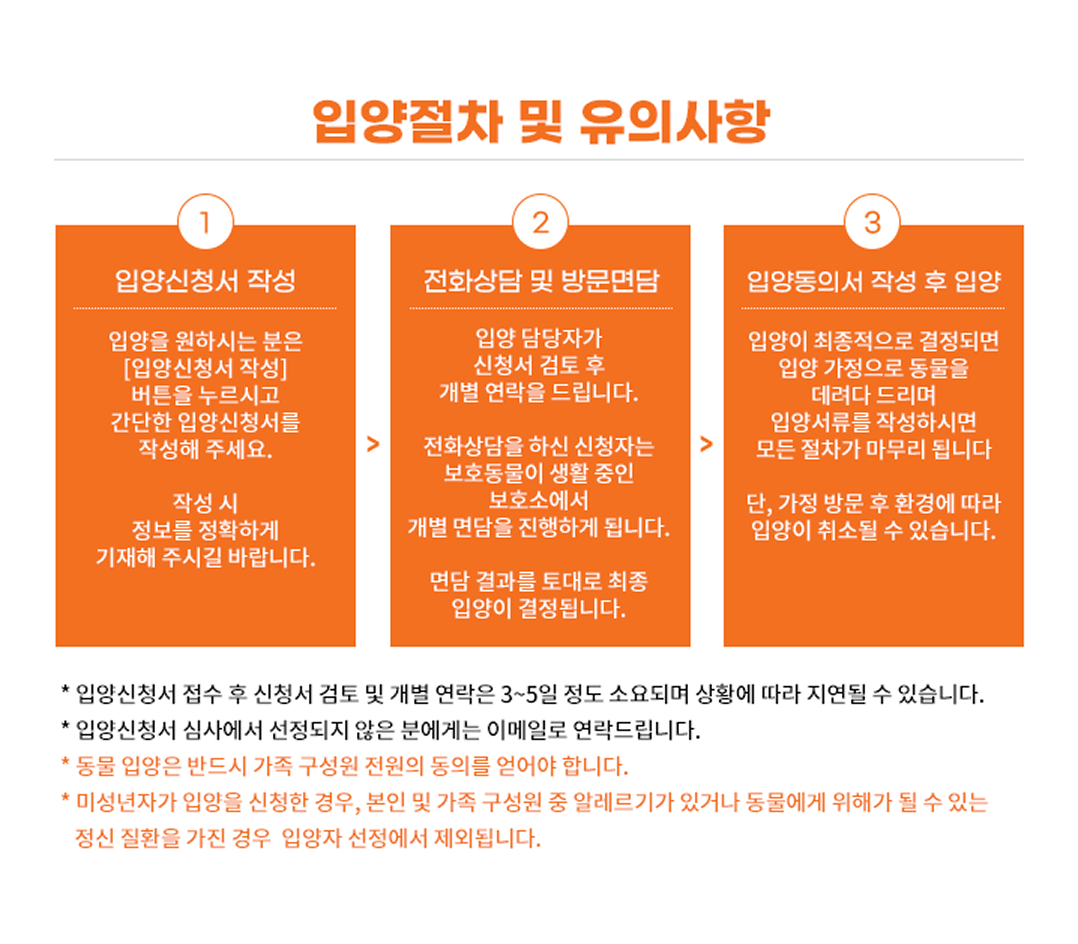 입양절차 및 유의사항
1
입양신청서 작성
입양을 원하시는 분은
[입양신청서 작성]
버튼을 누르시고
간단한 입양신청서를
작성해 주세요.
작성 시
정보를 정확하게
기재해 주시길 바랍니다.
>
2
전화상담 및 방문면담
입양 담당자가
신청서 검토 후
개별 연락을 드립니다.
전화상담을 하신 신청자는
보호동물이 생활 중인
보호소에서
개별 면담을 진행하게 됩니다.
면담 결과를 토대로 최종
입양이 결정됩니다.
>
3
입양동의서 작성 후 입양
입양이 최종적으로 결정되면
입양 가정으로 동물을
데려다 드리며
입양서류를 작성하시면
모든 절차가 마무리 됩니다
단, 가정 방문 후 환경에 따라
입양이 취소될 수 있습니다.
* 입양신청서 접수 후 신청서 검토 및 개별 연락은 3~5일 정도 소요되며 상황에 따라 지연될 수 있습니다.
* 입양신청서 심사에서 선정되지 않은 분에게는 이메일로 연락드립니다.
* 동물 입양은 반드시 가족 구성원 전원의 동의를 얻어야 합니다.
* 미성년자가 입양을 신청한 경우, 본인 및 가족 구성원 중 알레르기가 있거나 동물에게 위해가 될 수 있는
정신 질환을 가진 경우 입양자 선정에서 제외됩니다.